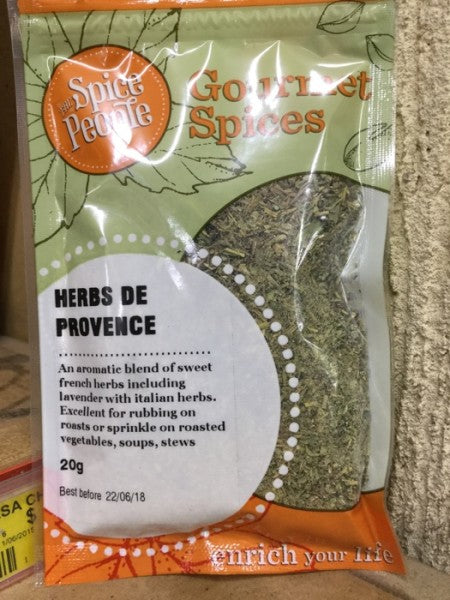 THE Spice
People
Gourmet
Spices
HERBS DE
PROVENCE
An aromatic blend of sweet
french herbs including
lavender with italian herbs.
Excellent for rubbing on
roasts or sprinkle on roasted
vegetables, soups, stews
20g
Best before 22/06/18
enrich your life